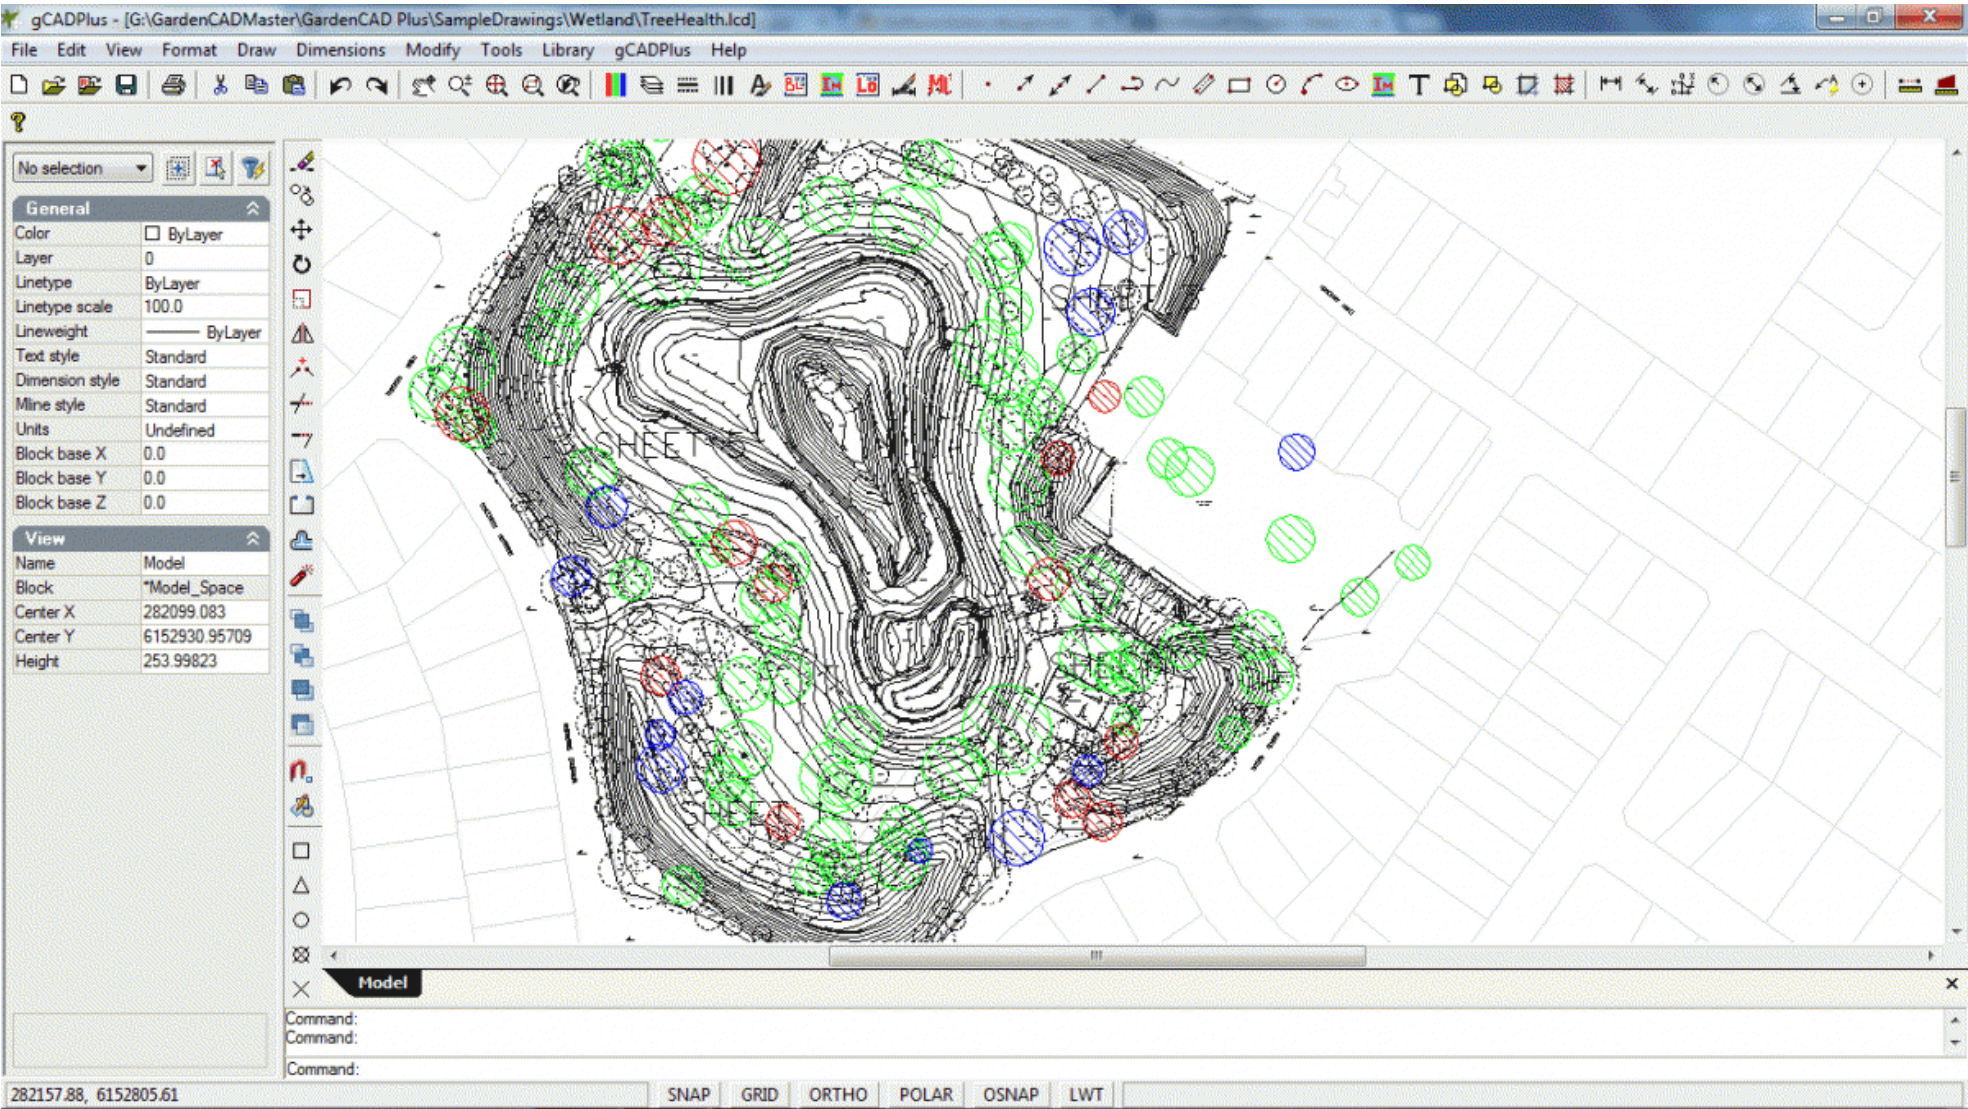 gCADPlus - [G:\GardenCADMaster\GardenCAD Plus\SampleDrawings\Wetland\TreeHealth.lcd]
File Edit View Format Draw Dimensions Modify Tools Library gCADPlus Help
No selection
General
Color ByLayer
Layer 0
Linetype ByLayer
Linetype scale 100.0
Lineweight ByLayer
Text style Standard
Dimension style Standard
Mline style Standard
Units Undefined
Block base X 0.0
Block base Y 0.0
Block base Z 0.0
View
Name Model
Block *Model_Space
Center X 282099.083
Center Y 6152930.95709
Height 253.99823
SHEET 5
Model
Command:
Command:
Command:
282157.88, 6152805.61 SNAP GRID ORTHO POLAR OSNAP LWT